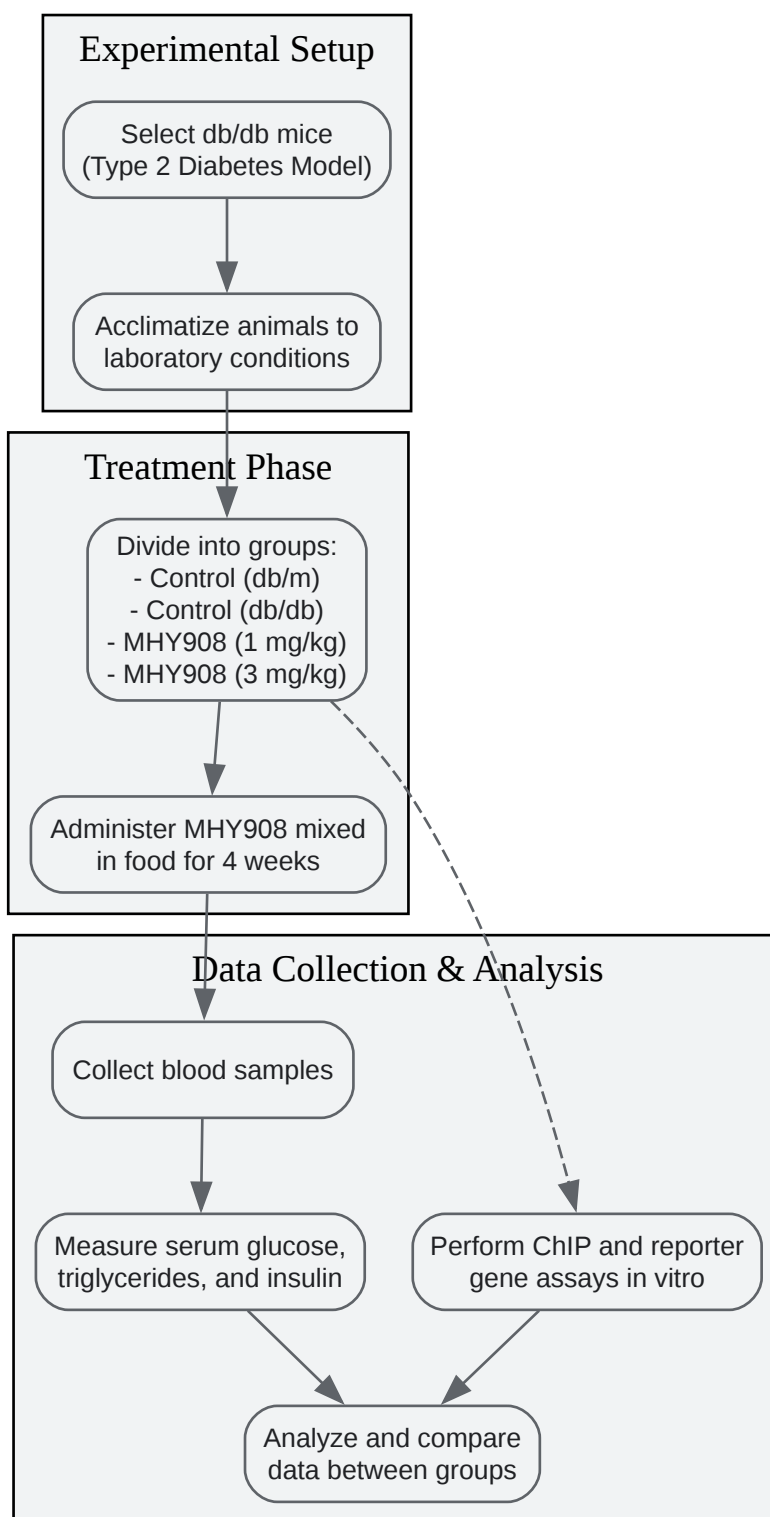 Experimental Setup
Select db/db mice
(Type 2 Diabetes Model)
Acclimatize animals to
laboratory conditions
Treatment Phase
Divide into groups:
- Control (db/m)
- Control (db/db)
- MHY908 (1 mg/kg)
- MHY908 (3 mg/kg)
Administer MHY908 mixed
in food for 4 weeks
Data Collection & Analysis
Collect blood samples
Measure serum glucose,
triglycerides, and insulin
Perform ChIP and reporter
gene assays in vitro
Analyze and compare
data between groups